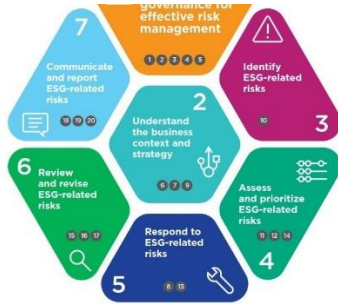 governance for
effective risk
management
1 2 3 4 5
7
Communicate
and report
ESG-related
risks
18 19 20
Identify
ESG-related
risks
10
3
2
Understand
the business
context and
strategy
6 7 9
6
Review
and revise
ESG-related
risks
15 16 17
Assess
and prioritize
ESG-related
risks
11 12 14
4
Respond to
ESG-related
risks
8 13
5